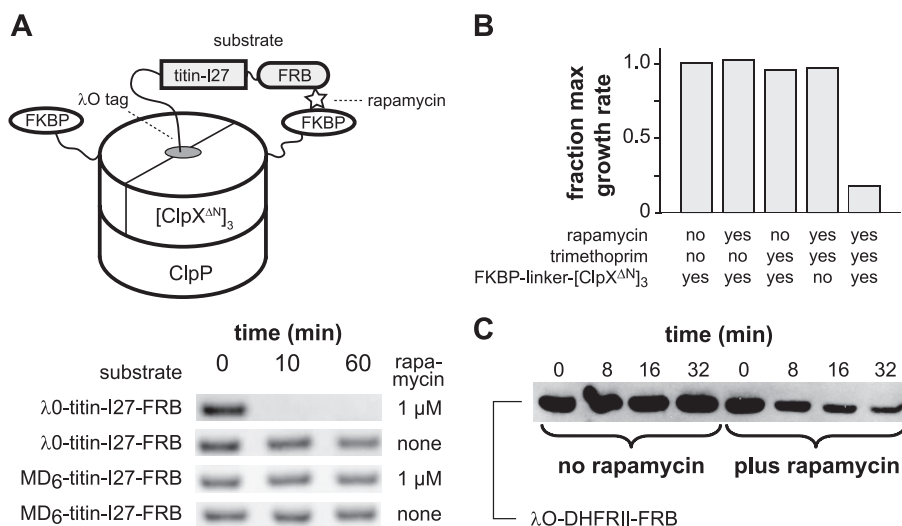 A
substrate
titin-I27
FRB
λO tag
rapamycin
FKBP
FKBP
[ClpX^ΔN]3
ClpP
time (min)
substrate 0 10 60 rapa-mycin
λ0-titin-I27-FRB 1 µM
λ0-titin-I27-FRB none
MD6-titin-I27-FRB 1 µM
MD6-titin-I27-FRB none
B
fraction max growth rate
1.0
0.5
0
rapamycin no yes no yes yes
trimethoprim no no yes yes yes
FKBP-linker-[ClpX^ΔN]3 yes yes yes no yes
C
time (min)
0 8 16 32 0 8 16 32
no rapamycin plus rapamycin
λO-DHFRII-FRB